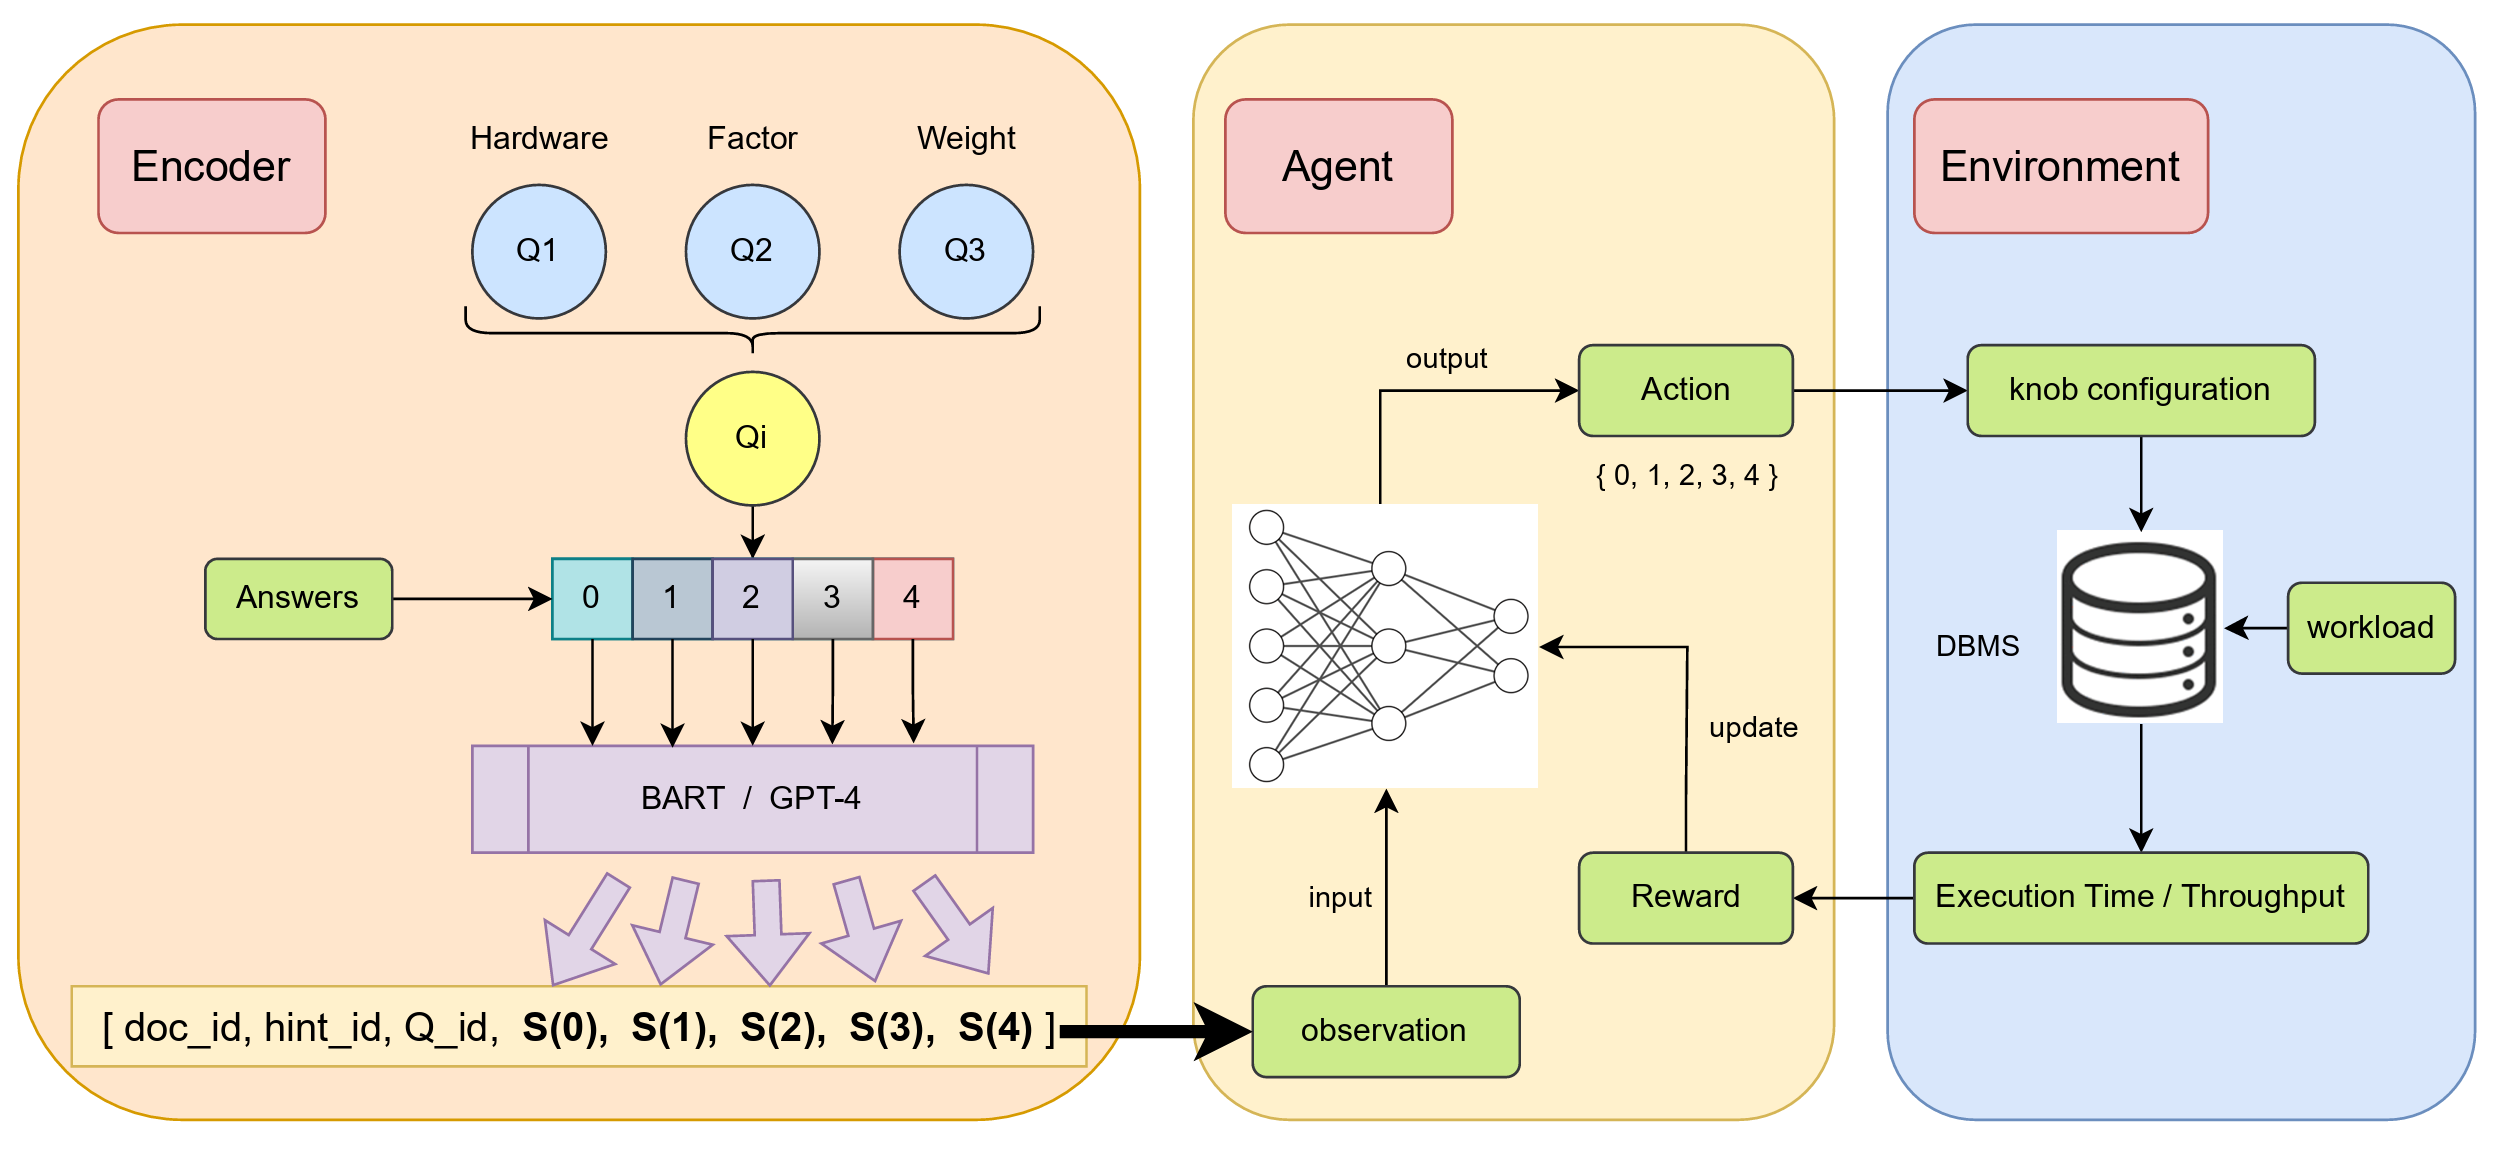 Encoder
Hardware
Factor
Weight
Q1
Q2
Q3
Qi
Answers
0
1
2
3
4
BART / GPT-4
[ doc_id, hint_id, Q_id, S(0), S(1), S(2), S(3), S(4) ]
Agent
output
Action
{ 0, 1, 2, 3, 4 }
update
input
Reward
observation
Environment
knob configuration
DBMS
workload
Execution Time / Throughput